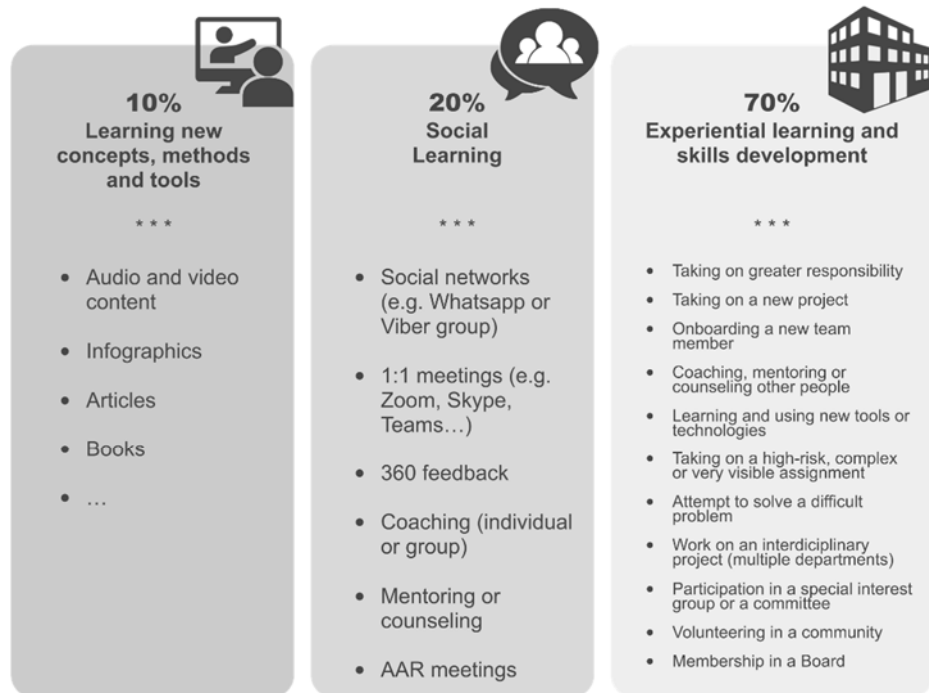 10%
Learning new
concepts, methods
and tools
* * *
• Audio and video
content
• Infographics
• Articles
• Books
• …
20%
Social
Learning
* * *
• Social networks
(e.g. Whatsapp or
Viber group)
• 1:1 meetings (e.g.
Zoom, Skype,
Teams…)
• 360 feedback
• Coaching (individual
or group)
• Mentoring or
counseling
• AAR meetings
70%
Experiential learning and
skills development
* * *
• Taking on greater responsibility
• Taking on a new project
• Onboarding a new team
member
• Coaching, mentoring or
counseling other people
• Learning and using new tools or
technologies
• Taking on a high-risk, complex
or very visible assignment
• Attempt to solve a difficult
problem
• Work on an interdiciplinary
project (multiple departments)
• Participation in a special interest
group or a committee
• Volunteering in a community
• Membership in a Board